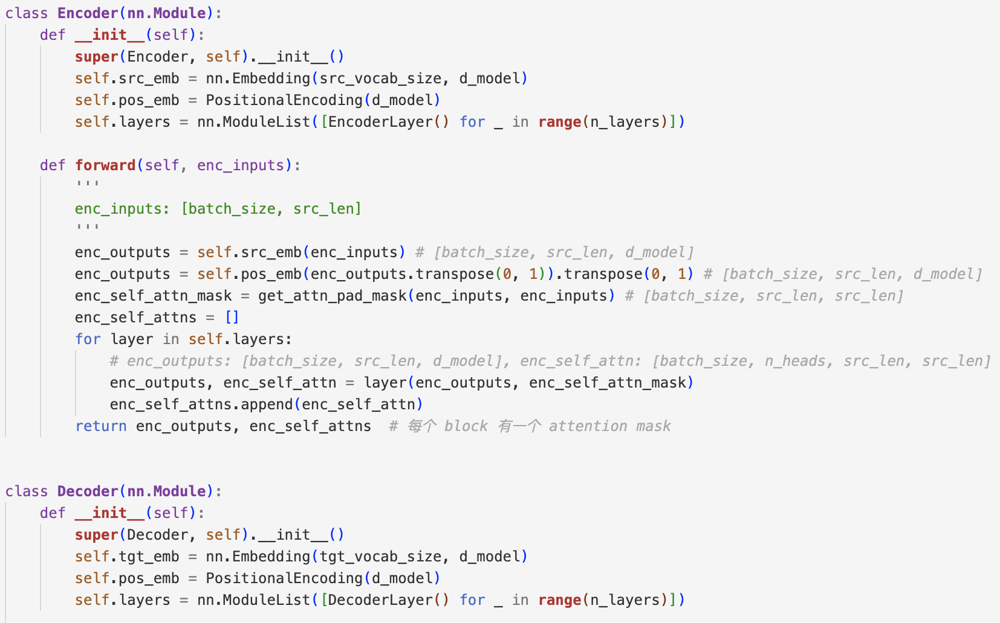 class Encoder(nn.Module):
    def __init__(self):
        super(Encoder, self).__init__()
        self.src_emb = nn.Embedding(src_vocab_size, d_model)
        self.pos_emb = PositionalEncoding(d_model)
        self.layers = nn.ModuleList([EncoderLayer() for _ in range(n_layers)])

    def forward(self, enc_inputs):
        '''
        enc_inputs: [batch_size, src_len]
        '''
        enc_outputs = self.src_emb(enc_inputs) # [batch_size, src_len, d_model]
        enc_outputs = self.pos_emb(enc_outputs.transpose(0, 1)).transpose(0, 1) # [batch_size, src_len, d_model]
        enc_self_attn_mask = get_attn_pad_mask(enc_inputs, enc_inputs) # [batch_size, src_len, src_len]
        enc_self_attns = []
        for layer in self.layers:
            # enc_outputs: [batch_size, src_len, d_model], enc_self_attn: [batch_size, n_heads, src_len, src_len]
            enc_outputs, enc_self_attn = layer(enc_outputs, enc_self_attn_mask)
            enc_self_attns.append(enc_self_attn)
        return enc_outputs, enc_self_attns  # 每个 block 有一个 attention mask


class Decoder(nn.Module):
    def __init__(self):
        super(Decoder, self).__init__()
        self.tgt_emb = nn.Embedding(tgt_vocab_size, d_model)
        self.pos_emb = PositionalEncoding(d_model)
        self.layers = nn.ModuleList([DecoderLayer() for _ in range(n_layers)])